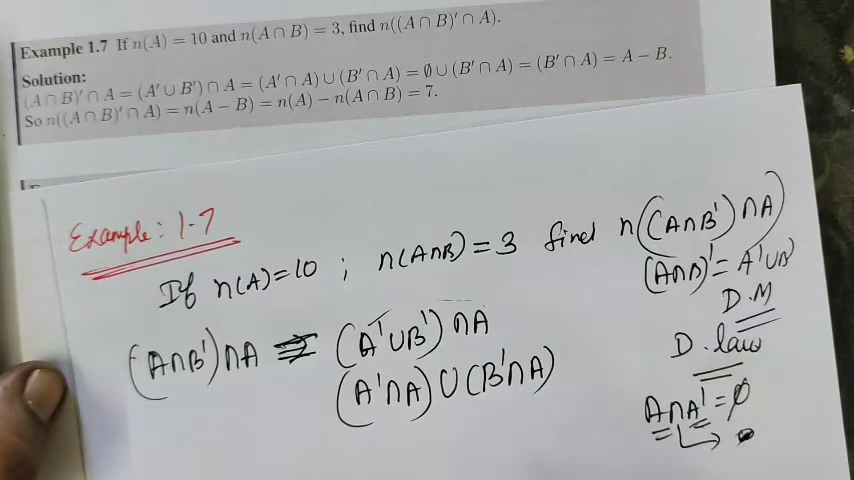 Example 1.7 If n(A) = 10 and n(A ∩ B) = 3, find n((A ∩ B)′ ∩ A).
Solution:
(A ∩ B)′ ∩ A = (A′ ∪ B′) ∩ A = (A′ ∩ A) ∪ (B′ ∩ A) = ∅ ∪ (B′ ∩ A) = (B′ ∩ A) = A − B.
So n((A ∩ B)′ ∩ A) = n(A − B) = n(A) − n(A ∩ B) = 7.
Example: 1-7
If n(A)=10 ; n(A∩B)=3 find n((A∩B′)∩A)
(A∩B)′= A′∪B′
D.M
(A∩B′)∩A = (A′∪B′)∩A
D. law
(A′∩A)∪(B′∩A)
A∩A′=∅